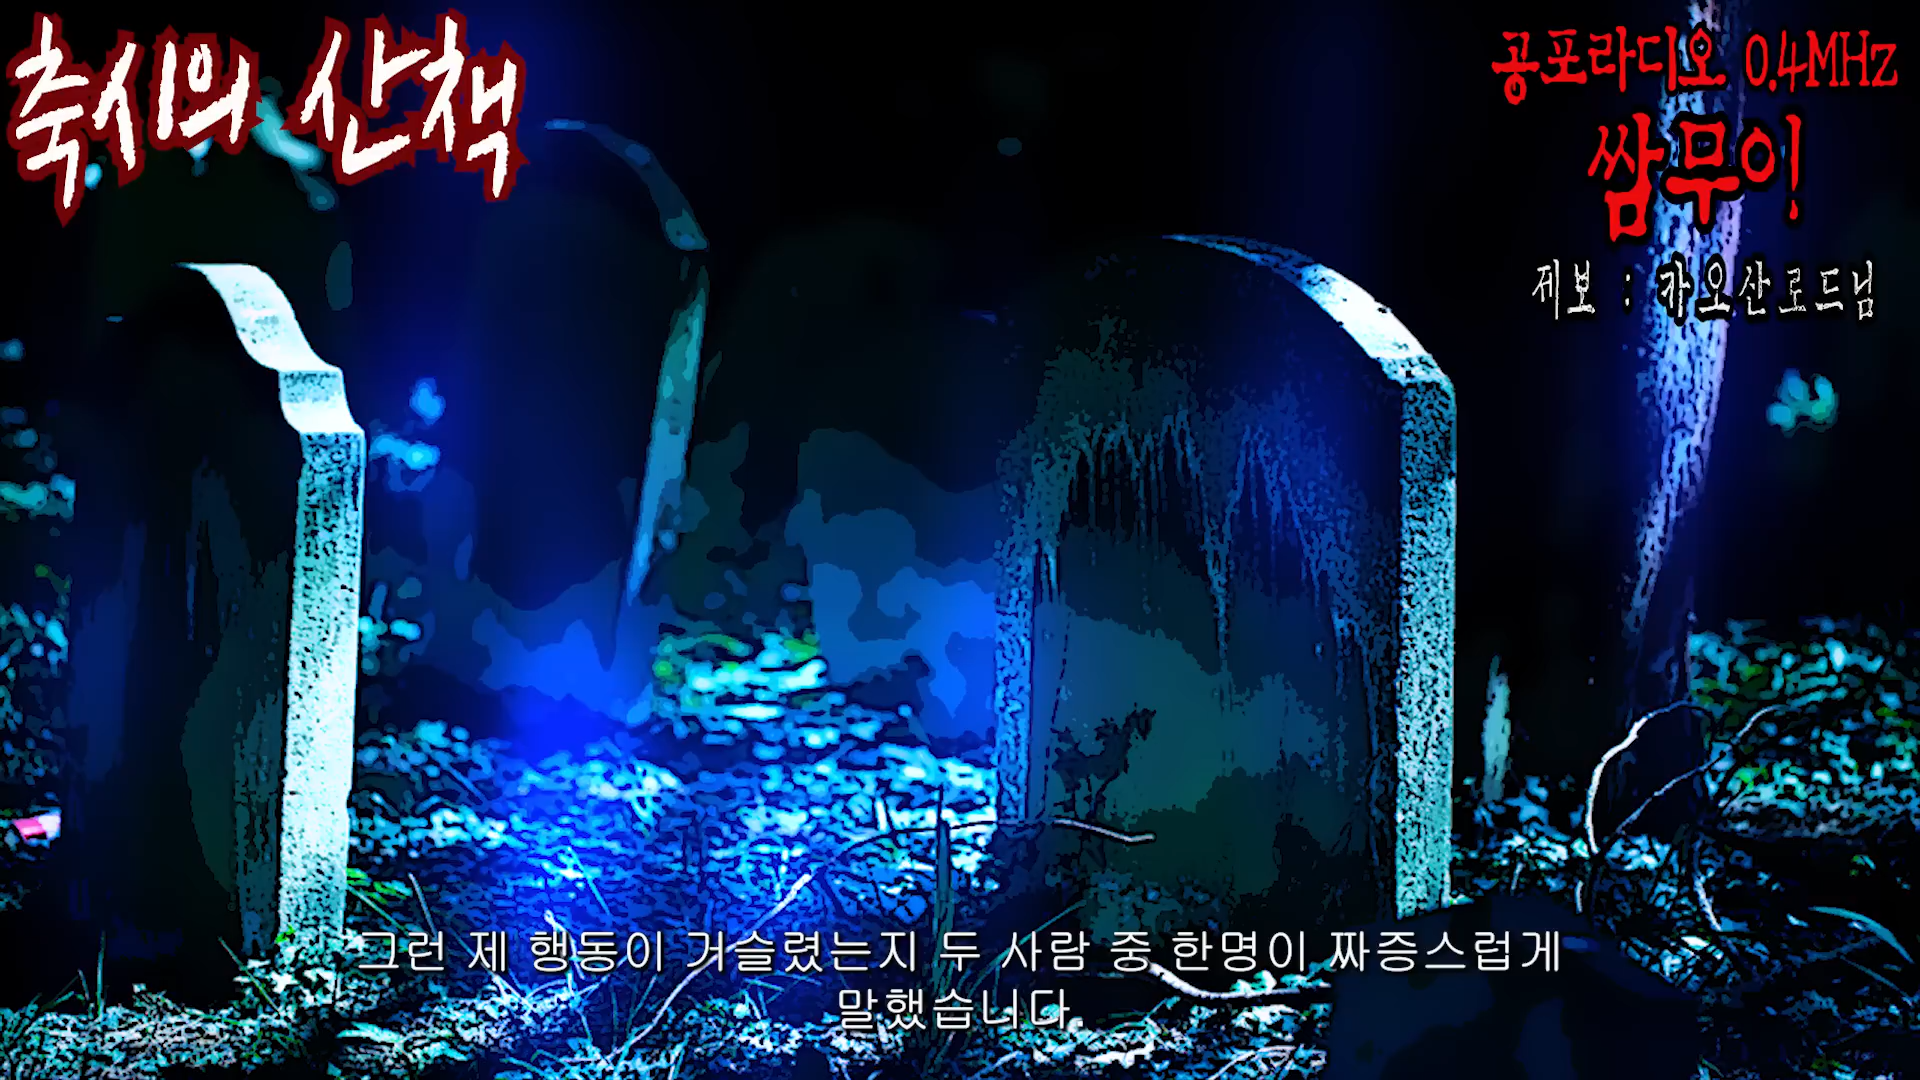 축시의 산책
공포라디오 0.4MHz
쌈무이
제보 : 카오산로드님
그런 제 행동이 거슬렸는지 두 사람 중 한명이 짜증스럽게
말했습니다.